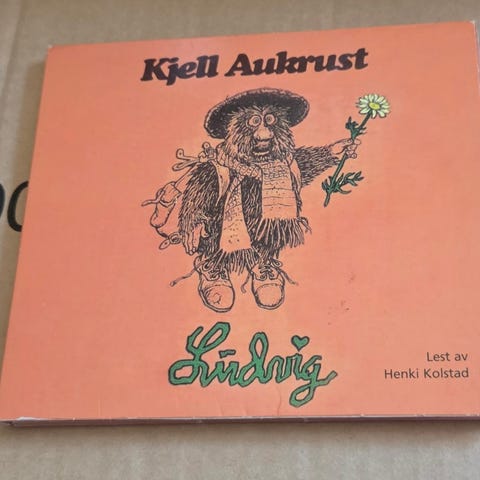 Kjell Aukrust
Ludvig
Lest av
Henki Kolstad